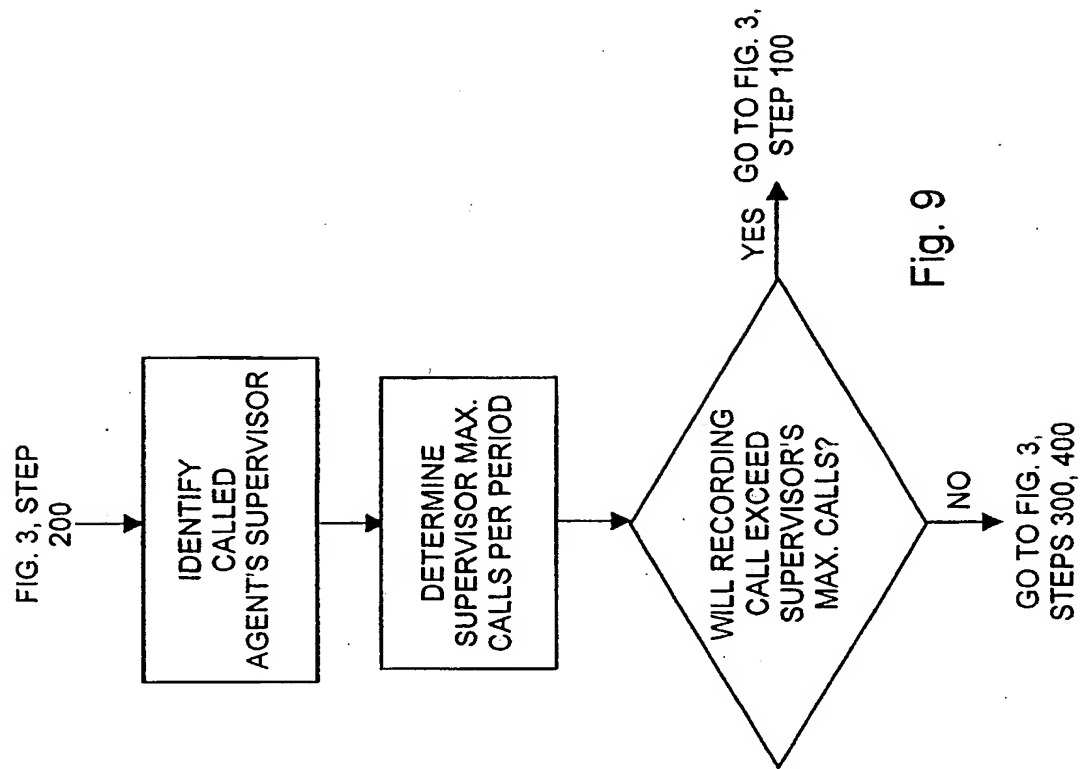 FIG. 3, STEP
200
IDENTIFY
CALLED
AGENT'S SUPERVISOR
DETERMINE
SUPERVISOR MAX.
CALLS PER PERIOD
WILL RECORDING
CALL EXCEED
SUPERVISOR'S
MAX. CALLS?
YES
GO TO FIG. 3,
STEP 100
NO
GO TO FIG. 3,
STEPS 300, 400
Fig. 9